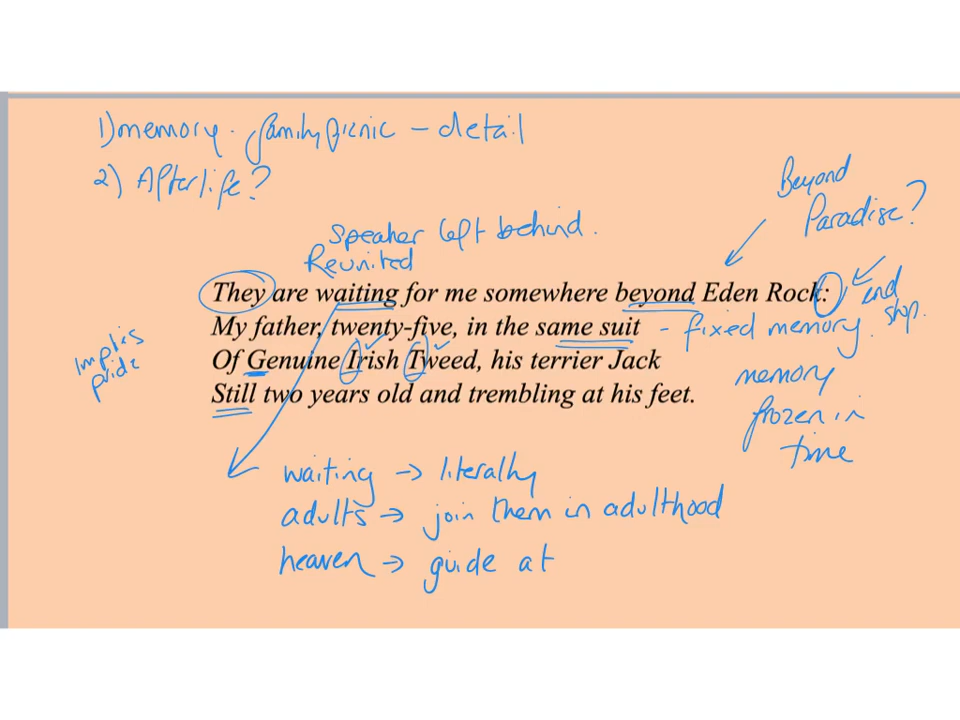 1) memory. family picnic - detail
2) Afterlife?
Beyond
Paradise?
Speaker left behind.
Reunited
They are waiting for me somewhere beyond Eden Rock:
end
stop.
My father, twenty-five, in the same suit - fixed memory.
Implies
pride
Of Genuine Irish Tweed, his terrier Jack
memory
frozen in
time
Still two years old and trembling at his feet.
waiting → literally
adults → join them in adulthood
heaven → guide at